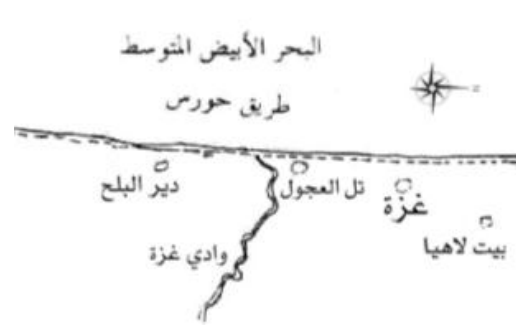 البحر الأبيض المتوسط
طريق حورس
دير البلح
تل العجول
غزة
بيت لاهيا
وادي غزة